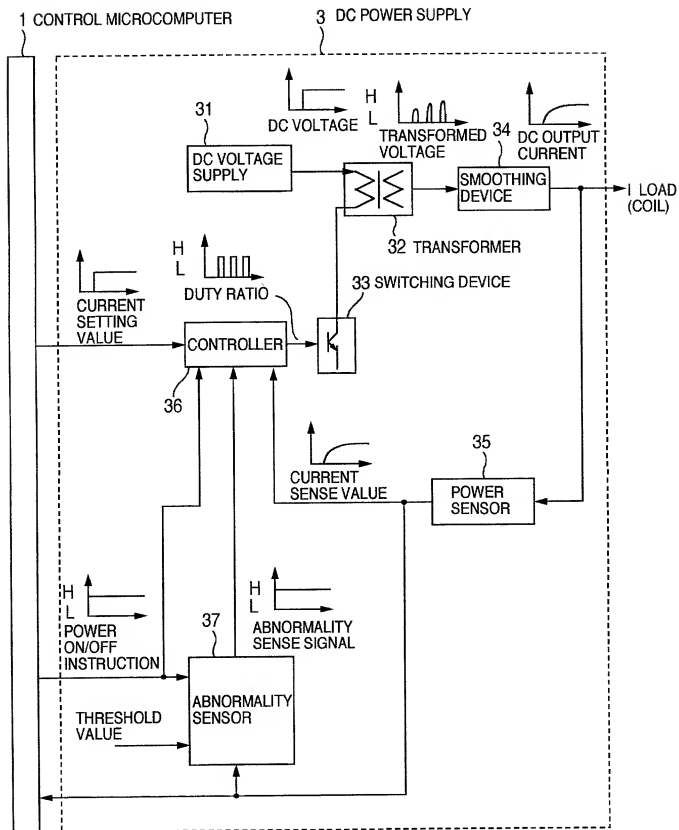 1 CONTROL MICROCOMPUTER
3 DC POWER SUPPLY
31
DC VOLTAGE
H
L
TRANSFORMED
VOLTAGE
34
DC OUTPUT
CURRENT
DC VOLTAGE
SUPPLY
SMOOTHING
DEVICE
I LOAD
(COIL)
32 TRANSFORMER
H
L
DUTY RATIO
33 SWITCHING DEVICE
CURRENT
SETTING
VALUE
CONTROLLER
36
CURRENT
SENSE VALUE
35
POWER
SENSOR
H
L
POWER
ON/OFF
INSTRUCTION
H
L
ABNORMALITY
SENSE SIGNAL
37
ABNORMALITY
SENSOR
THRESHOLD
VALUE